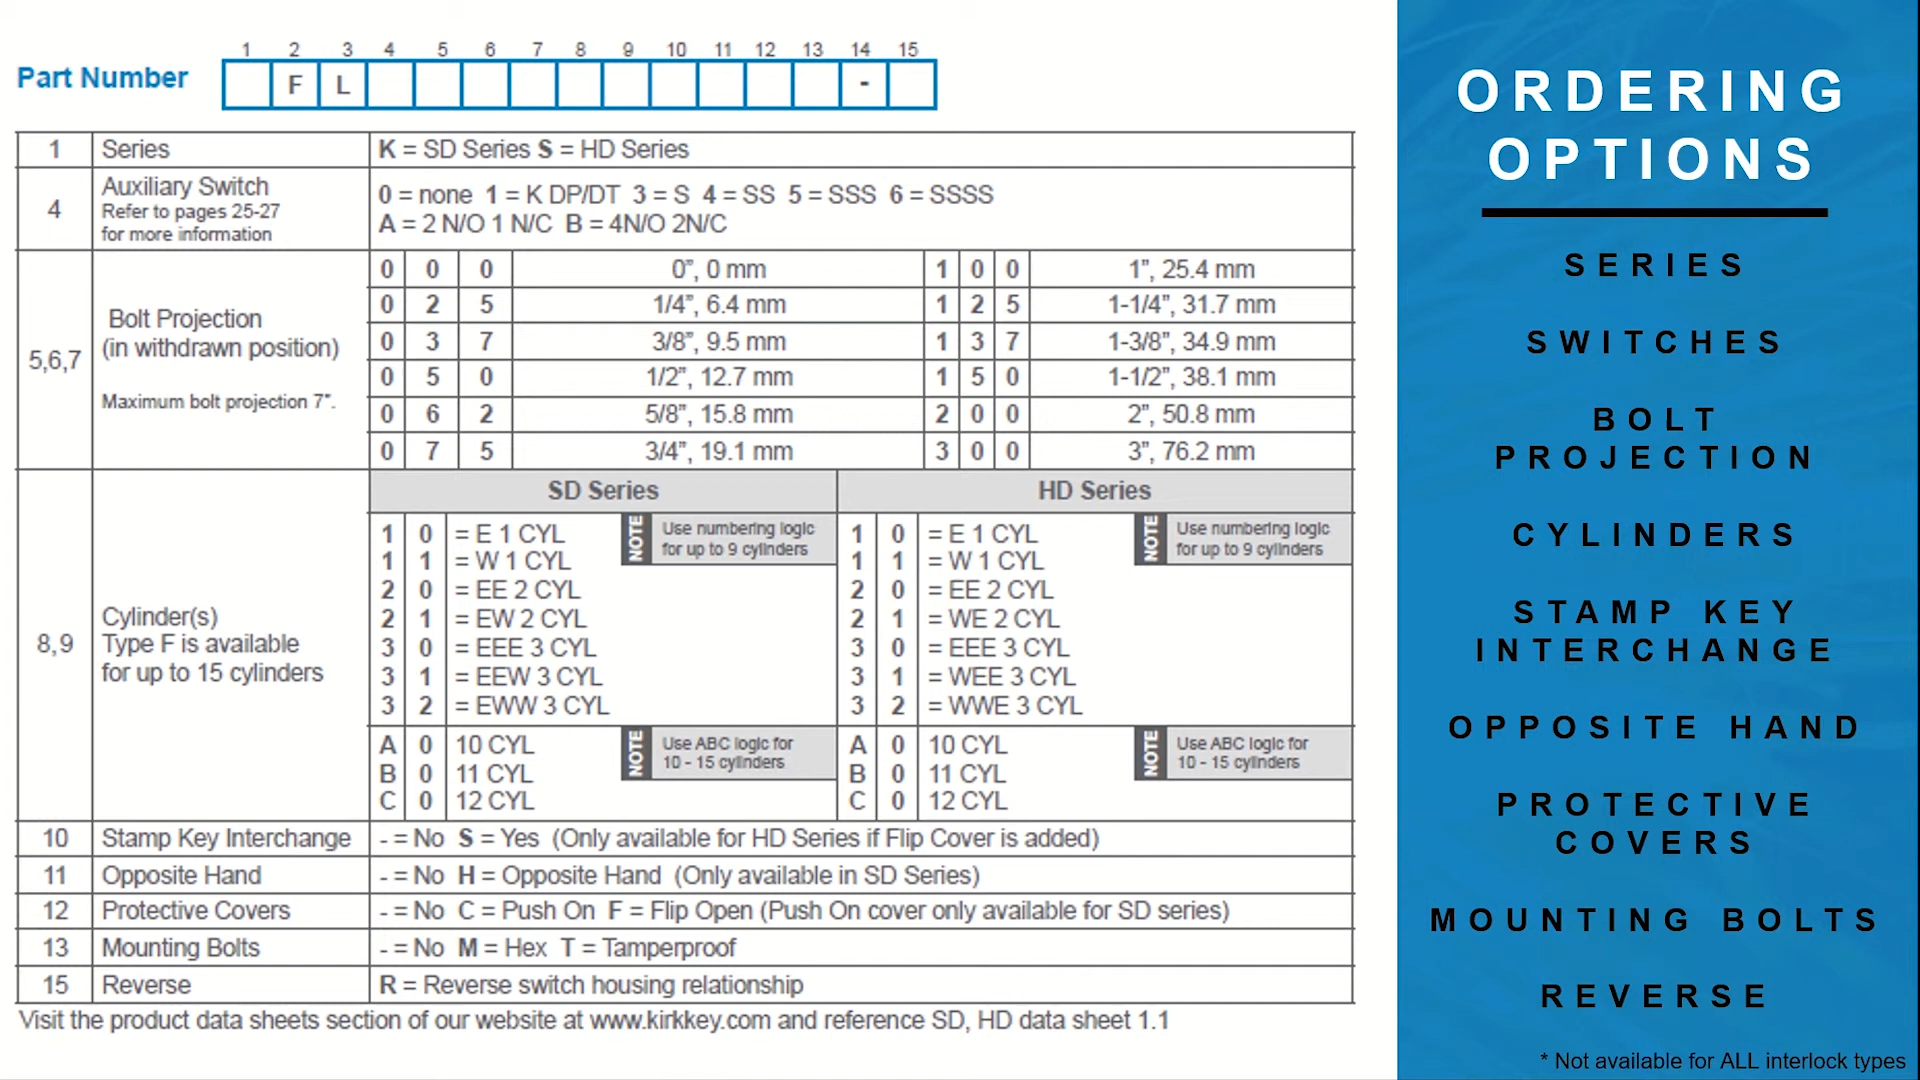 1 2 3 4 5 6 7 8 9 10 11 12 13 14 15
Part Number F L -
1 Series K = SD Series S = HD Series
4 Auxiliary Switch
Refer to pages 25-27
for more information
0 = none 1 = K DP/DT 3 = S 4 = SS 5 = SSS 6 = SSSS
A = 2 N/O 1 N/C B = 4N/O 2N/C
5,6,7 Bolt Projection
(in withdrawn position)
Maximum bolt projection 7".
0 0 0 0", 0 mm 1 0 0 1", 25.4 mm
0 2 5 1/4", 6.4 mm 1 2 5 1-1/4", 31.7 mm
0 3 7 3/8", 9.5 mm 1 3 7 1-3/8", 34.9 mm
0 5 0 1/2", 12.7 mm 1 5 0 1-1/2", 38.1 mm
0 6 2 5/8", 15.8 mm 2 0 0 2", 50.8 mm
0 7 5 3/4", 19.1 mm 3 0 0 3", 76.2 mm
8,9 Cylinder(s)
Type F is available
for up to 15 cylinders
SD Series
1 0 = E 1 CYL
1 1 = W 1 CYL
2 0 = EE 2 CYL
2 1 = EW 2 CYL
3 0 = EEE 3 CYL
3 1 = EEW 3 CYL
3 2 = EWW 3 CYL
NOTE Use numbering logic
for up to 9 cylinders
A 0 10 CYL
B 0 11 CYL
C 0 12 CYL
NOTE Use ABC logic for
10 - 15 cylinders
HD Series
1 0 = E 1 CYL
1 1 = W 1 CYL
2 0 = EE 2 CYL
2 1 = WE 2 CYL
3 0 = EEE 3 CYL
3 1 = WEE 3 CYL
3 2 = WWE 3 CYL
NOTE Use numbering logic
for up to 9 cylinders
A 0 10 CYL
B 0 11 CYL
C 0 12 CYL
NOTE Use ABC logic for
10 - 15 cylinders
10 Stamp Key Interchange - = No S = Yes (Only available for HD Series if Flip Cover is added)
11 Opposite Hand - = No H = Opposite Hand (Only available in SD Series)
12 Protective Covers - = No C = Push On F = Flip Open (Push On cover only available for SD series)
13 Mounting Bolts - = No M = Hex T = Tamperproof
15 Reverse R = Reverse switch housing relationship
Visit the product data sheets section of our website at www.kirkkey.com and reference SD, HD data sheet 1.1
ORDERING
OPTIONS
SERIES
SWITCHES
BOLT
PROJECTION
CYLINDERS
STAMP KEY
INTERCHANGE
OPPOSITE HAND
PROTECTIVE
COVERS
MOUNTING BOLTS
REVERSE
* Not available for ALL interlock types